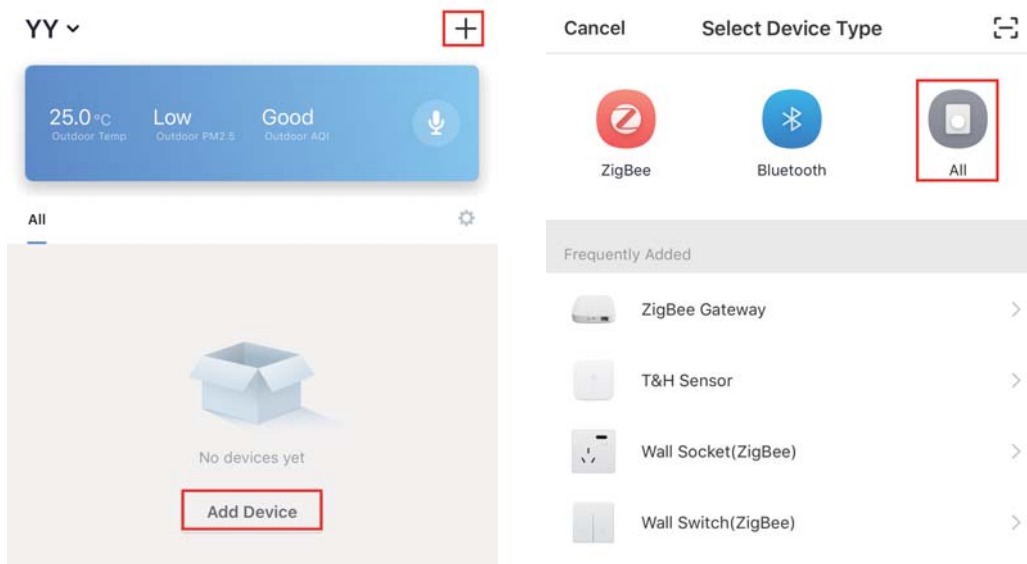 YY
25.0 °C Low Good
Outdoor Temp Outdoor PM2.5 Outdoor AQI
All
No devices yet
Add Device
Cancel Select Device Type
ZigBee Bluetooth All
Frequently Added
ZigBee Gateway
T&H Sensor
Wall Socket(ZigBee)
Wall Switch(ZigBee)